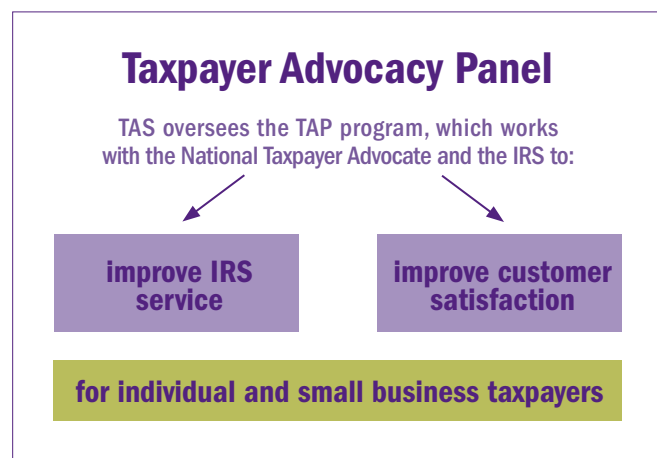 Taxpayer Advocacy Panel
TAS oversees the TAP program, which works
with the National Taxpayer Advocate and the IRS to:
improve IRS
service
improve customer
satisfaction
for individual and small business taxpayers